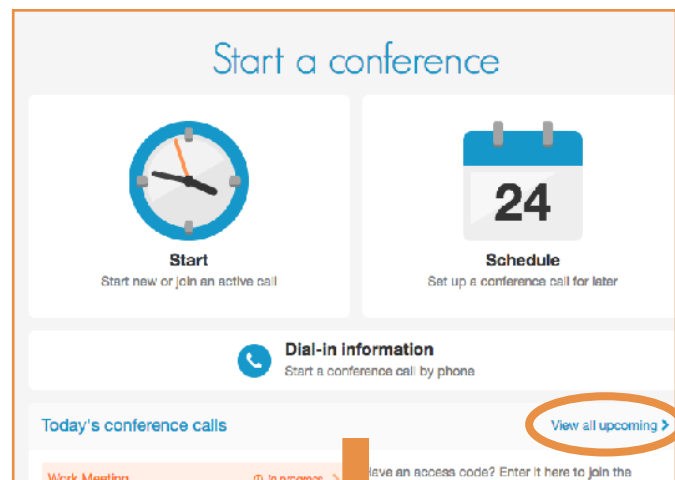 Start a conference
24
Start
Start new or join an active call
Schedule
Set up a conference call for later
Dial-in information
Start a conference call by phone
Today's conference calls
View all upcoming
Work Meeting
In progress
have an access code? Enter it here to join the